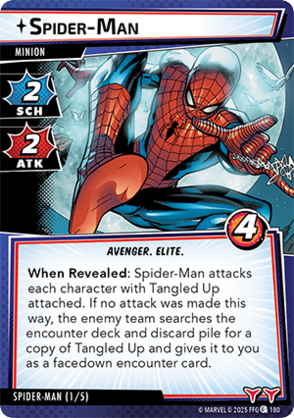 SPIDER-MAN
MINION
2
SCH
2
ATK
4
AVENGER. ELITE.
When Revealed: Spider-Man attacks
each character with Tangled Up
attached. If no attack was made this
way, the enemy team searches the
encounter deck and discard pile for a
copy of Tangled Up and gives it to you
as a facedown encounter card.
SPIDER-MAN (1/5)
© MARVEL © 2025 FFG 180